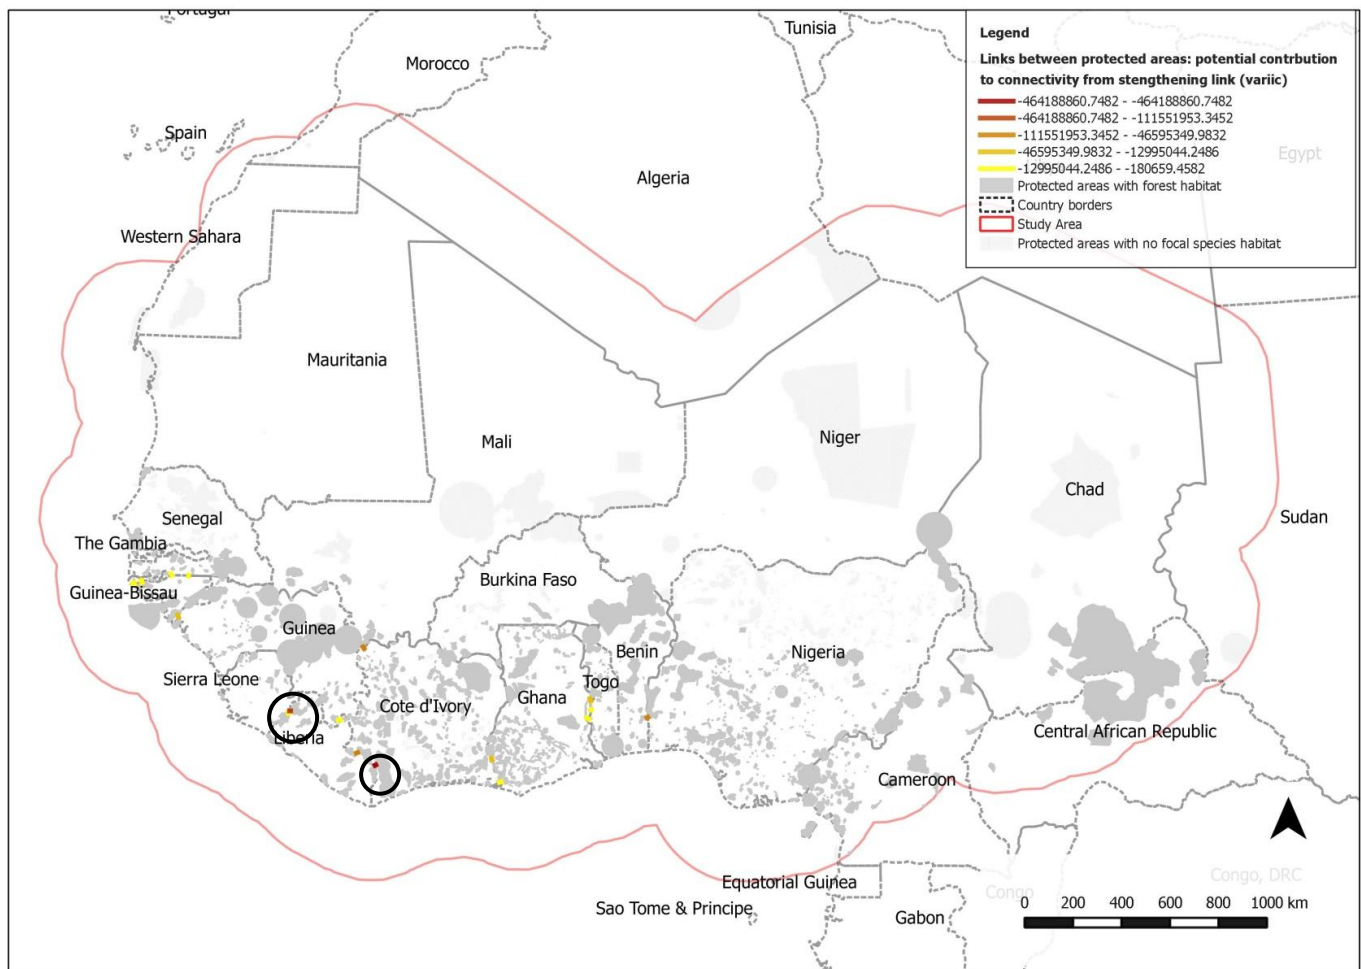 Portugal
Tunisia
Morocco
Spain
Algeria
Egypt
Western Sahara
Mauritania
Mali
Niger
Chad
Sudan
Senegal
The Gambia
Guinea-Bissau
Burkina Faso
Guinea
Benin
Nigeria
Sierra Leone
Togo
Ghana
Cote d'Ivory
Liberia
Central African Republic
Cameroon
Equatorial Guinea
Sao Tome & Principe
Gabon
Congo
Congo, DRC
Legend
Links between protected areas: potential contrbution
to connectivity from stengthening link (variic)
-464188860.7482 - -464188860.7482
-464188860.7482 - -111551953.3452
-111551953.3452 - -46595349.9832
-46595349.9832 - -12995044.2486
-12995044.2486 - -180659.4582
Protected areas with forest habitat
Country borders
Study Area
Protected areas with no focal species habitat
0 200 400 600 800 1000 km